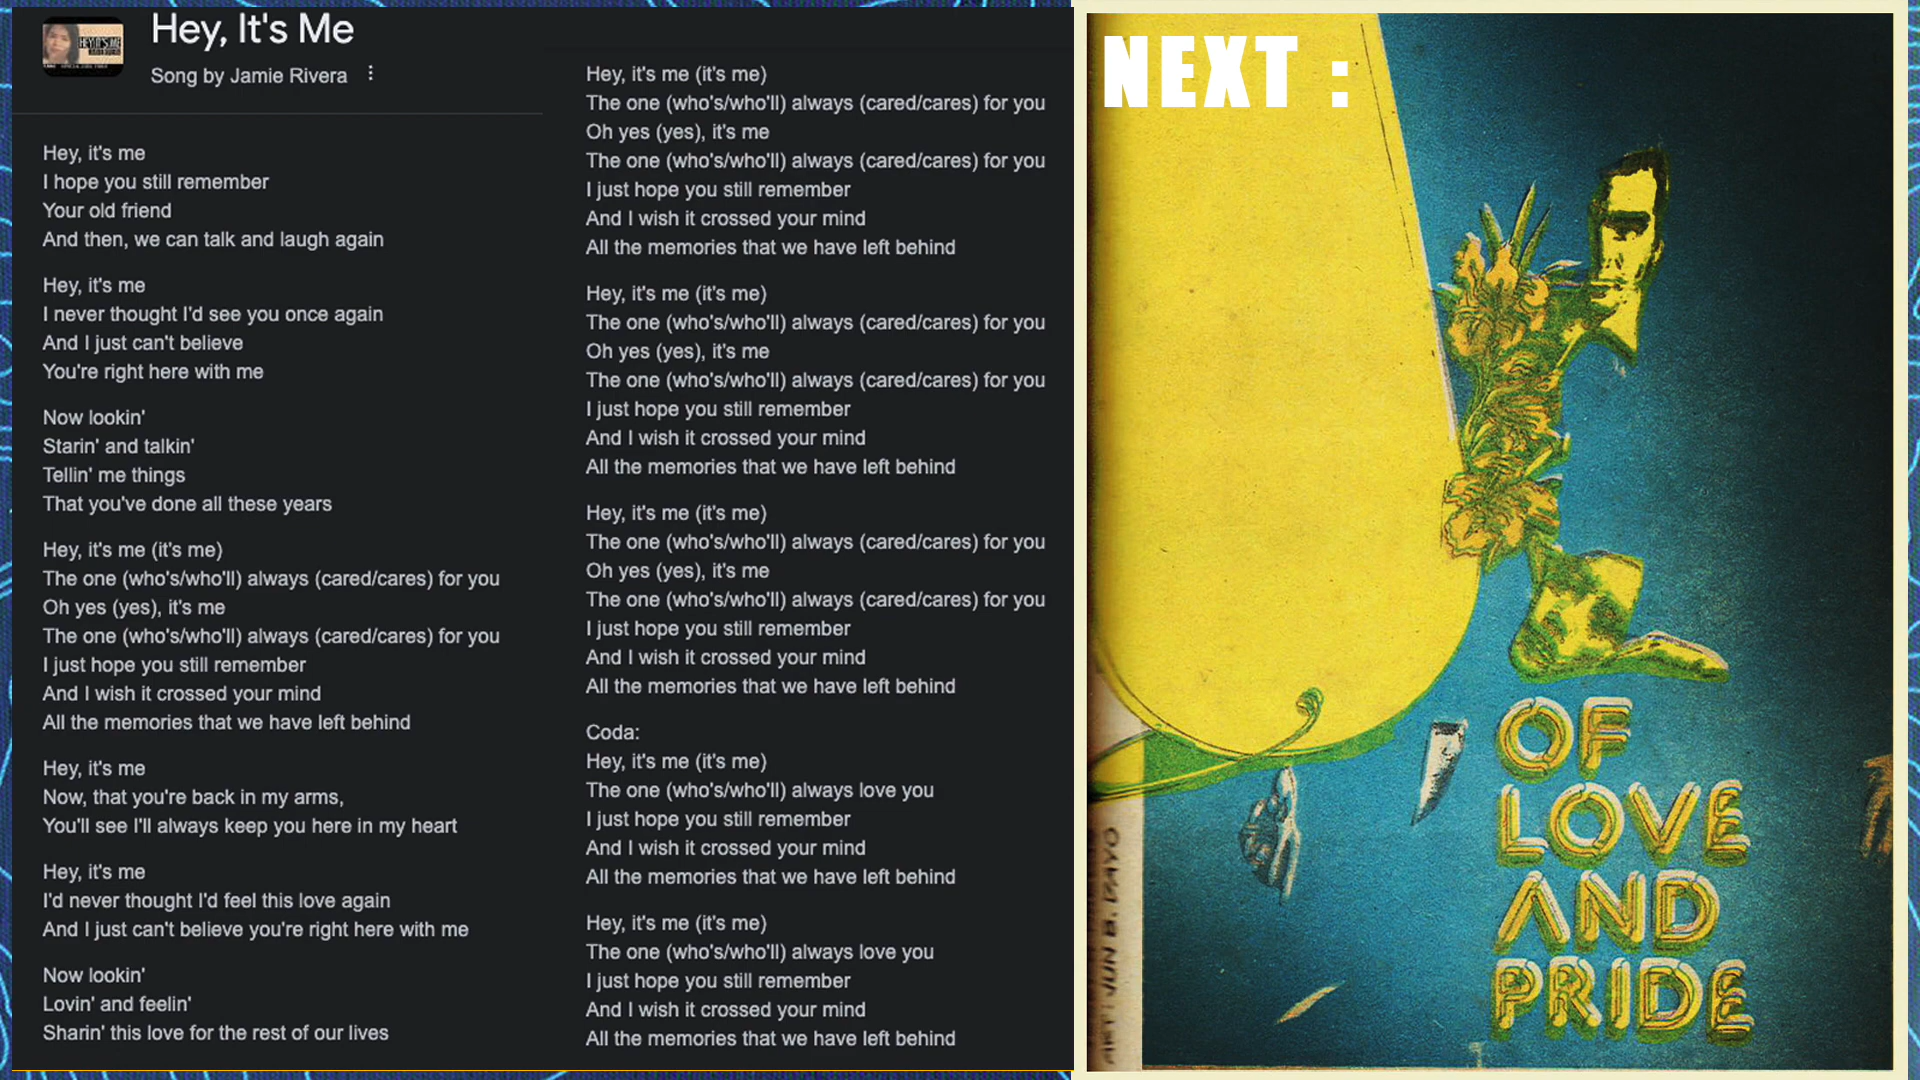 Hey, It's Me
Song by Jamie Rivera
Hey, it's me
I hope you still remember
Your old friend
And then, we can talk and laugh again
Hey, it's me
I never thought I'd see you once again
And I just can't believe
You're right here with me
Now lookin'
Starin' and talkin'
Tellin' me things
That you've done all these years
Hey, it's me (it's me)
The one (who's/who'll) always (cared/cares) for you
Oh yes (yes), it's me
The one (who's/who'll) always (cared/cares) for you
I just hope you still remember
And I wish it crossed your mind
All the memories that we have left behind
Hey, it's me
Now, that you're back in my arms,
You'll see I'll always keep you here in my heart
Hey, it's me
I'd never thought I'd feel this love again
And I just can't believe you're right here with me
Now lookin'
Lovin' and feelin'
Sharin' this love for the rest of our lives
Hey, it's me (it's me)
The one (who's/who'll) always (cared/cares) for you
Oh yes (yes), it's me
The one (who's/who'll) always (cared/cares) for you
I just hope you still remember
And I wish it crossed your mind
All the memories that we have left behind
Hey, it's me (it's me)
The one (who's/who'll) always (cared/cares) for you
Oh yes (yes), it's me
The one (who's/who'll) always (cared/cares) for you
I just hope you still remember
And I wish it crossed your mind
All the memories that we have left behind
Hey, it's me (it's me)
The one (who's/who'll) always (cared/cares) for you
Oh yes (yes), it's me
The one (who's/who'll) always (cared/cares) for you
I just hope you still remember
And I wish it crossed your mind
All the memories that we have left behind
Coda:
Hey, it's me (it's me)
The one (who's/who'll) always love you
I just hope you still remember
And I wish it crossed your mind
All the memories that we have left behind
Hey, it's me (it's me)
The one (who's/who'll) always love you
I just hope you still remember
And I wish it crossed your mind
All the memories that we have left behind
NEXT :
OF
LOVE
AND
PRIDE
ART: JUN B. DAYO